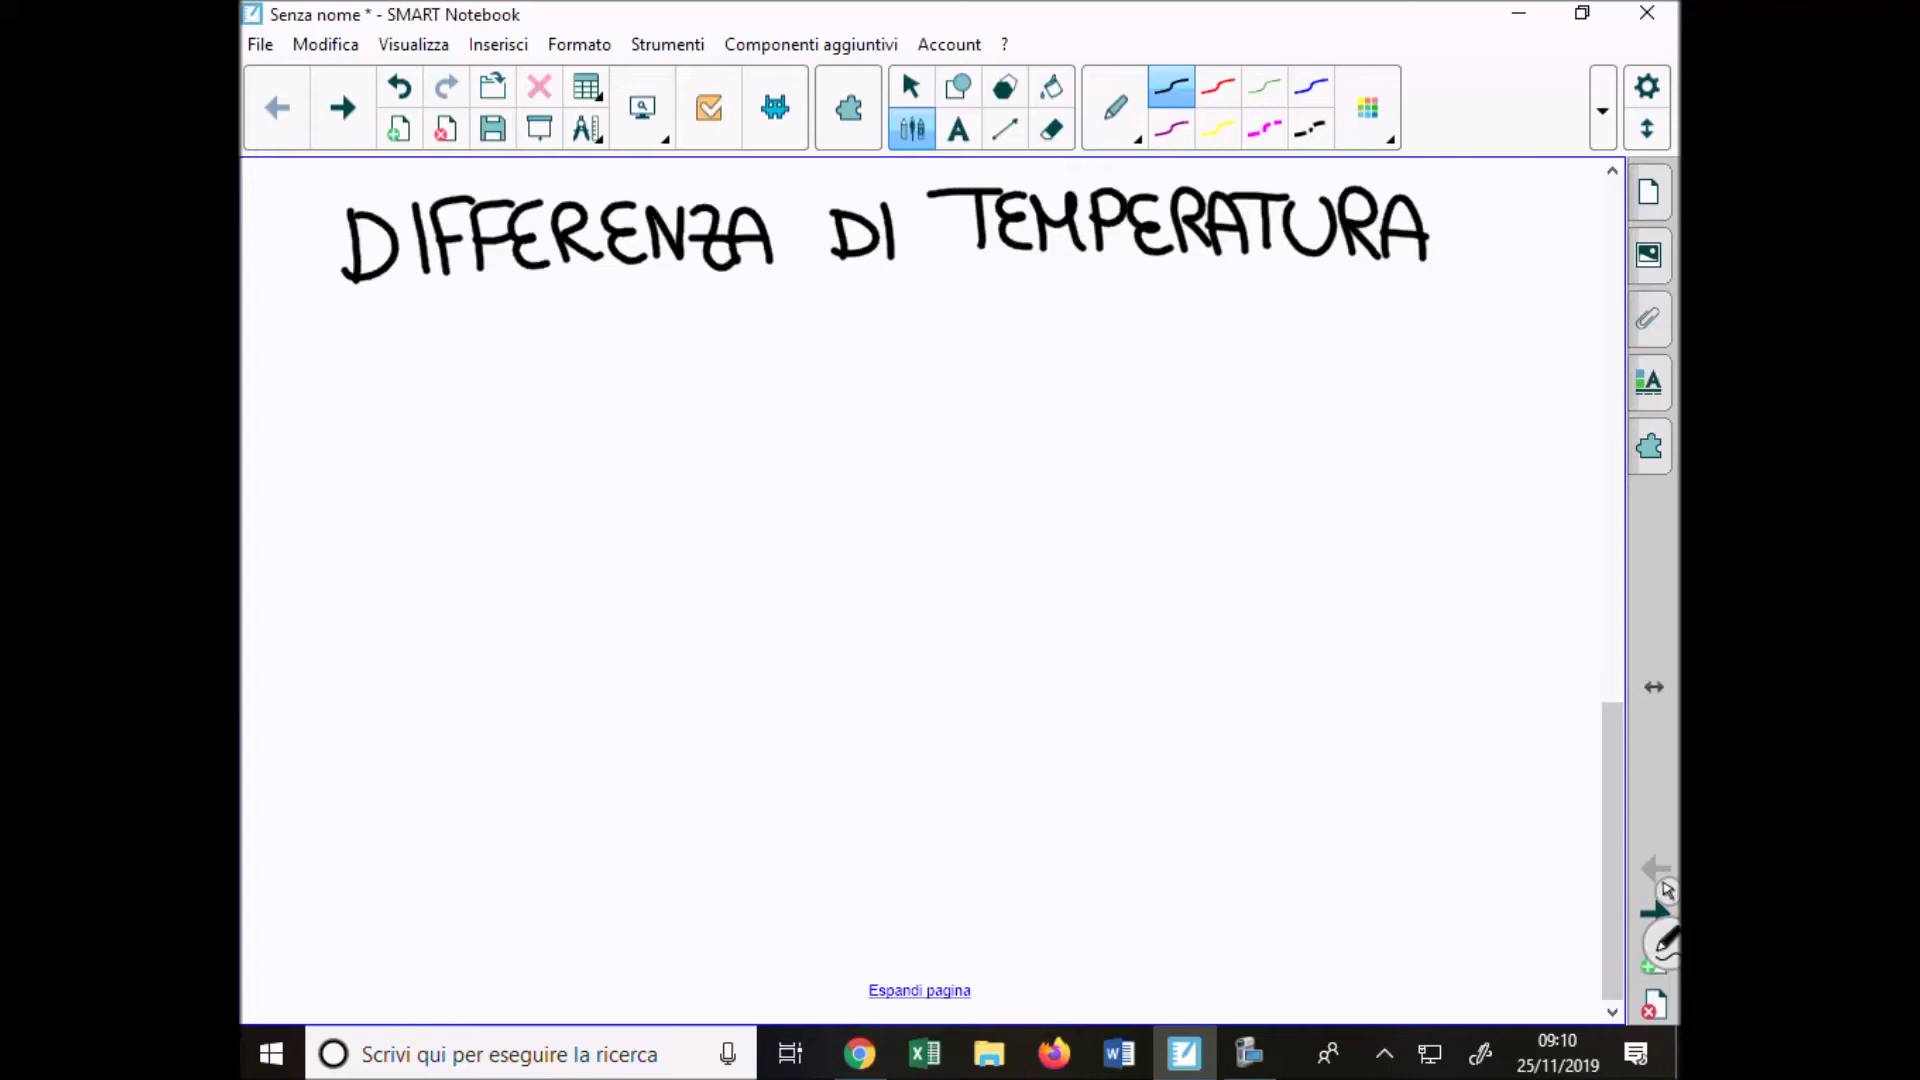 Senza nome * - SMART Notebook
File Modifica Visualizza Inserisci Formato Strumenti Componenti aggiuntivi Account ?
DIFFERENZA DI TEMPERATURA
Espandi pagina
Scrivi qui per eseguire la ricerca
09:10
25/11/2019